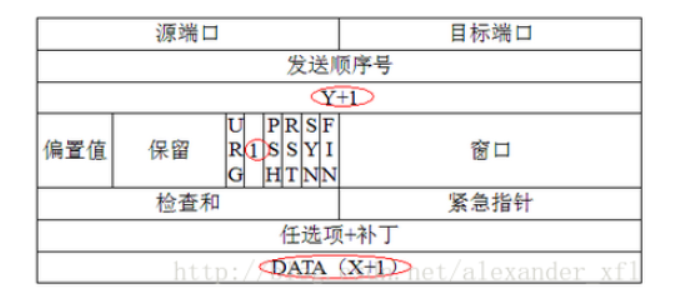 源端口 目标端口
发送顺序号
Y+1
偏置值 保留 URG 1 PSH RST SYN FIN 窗口
检查和 紧急指针
任选项+补丁
DATA（X+1）
http://
net/alexander_xfl